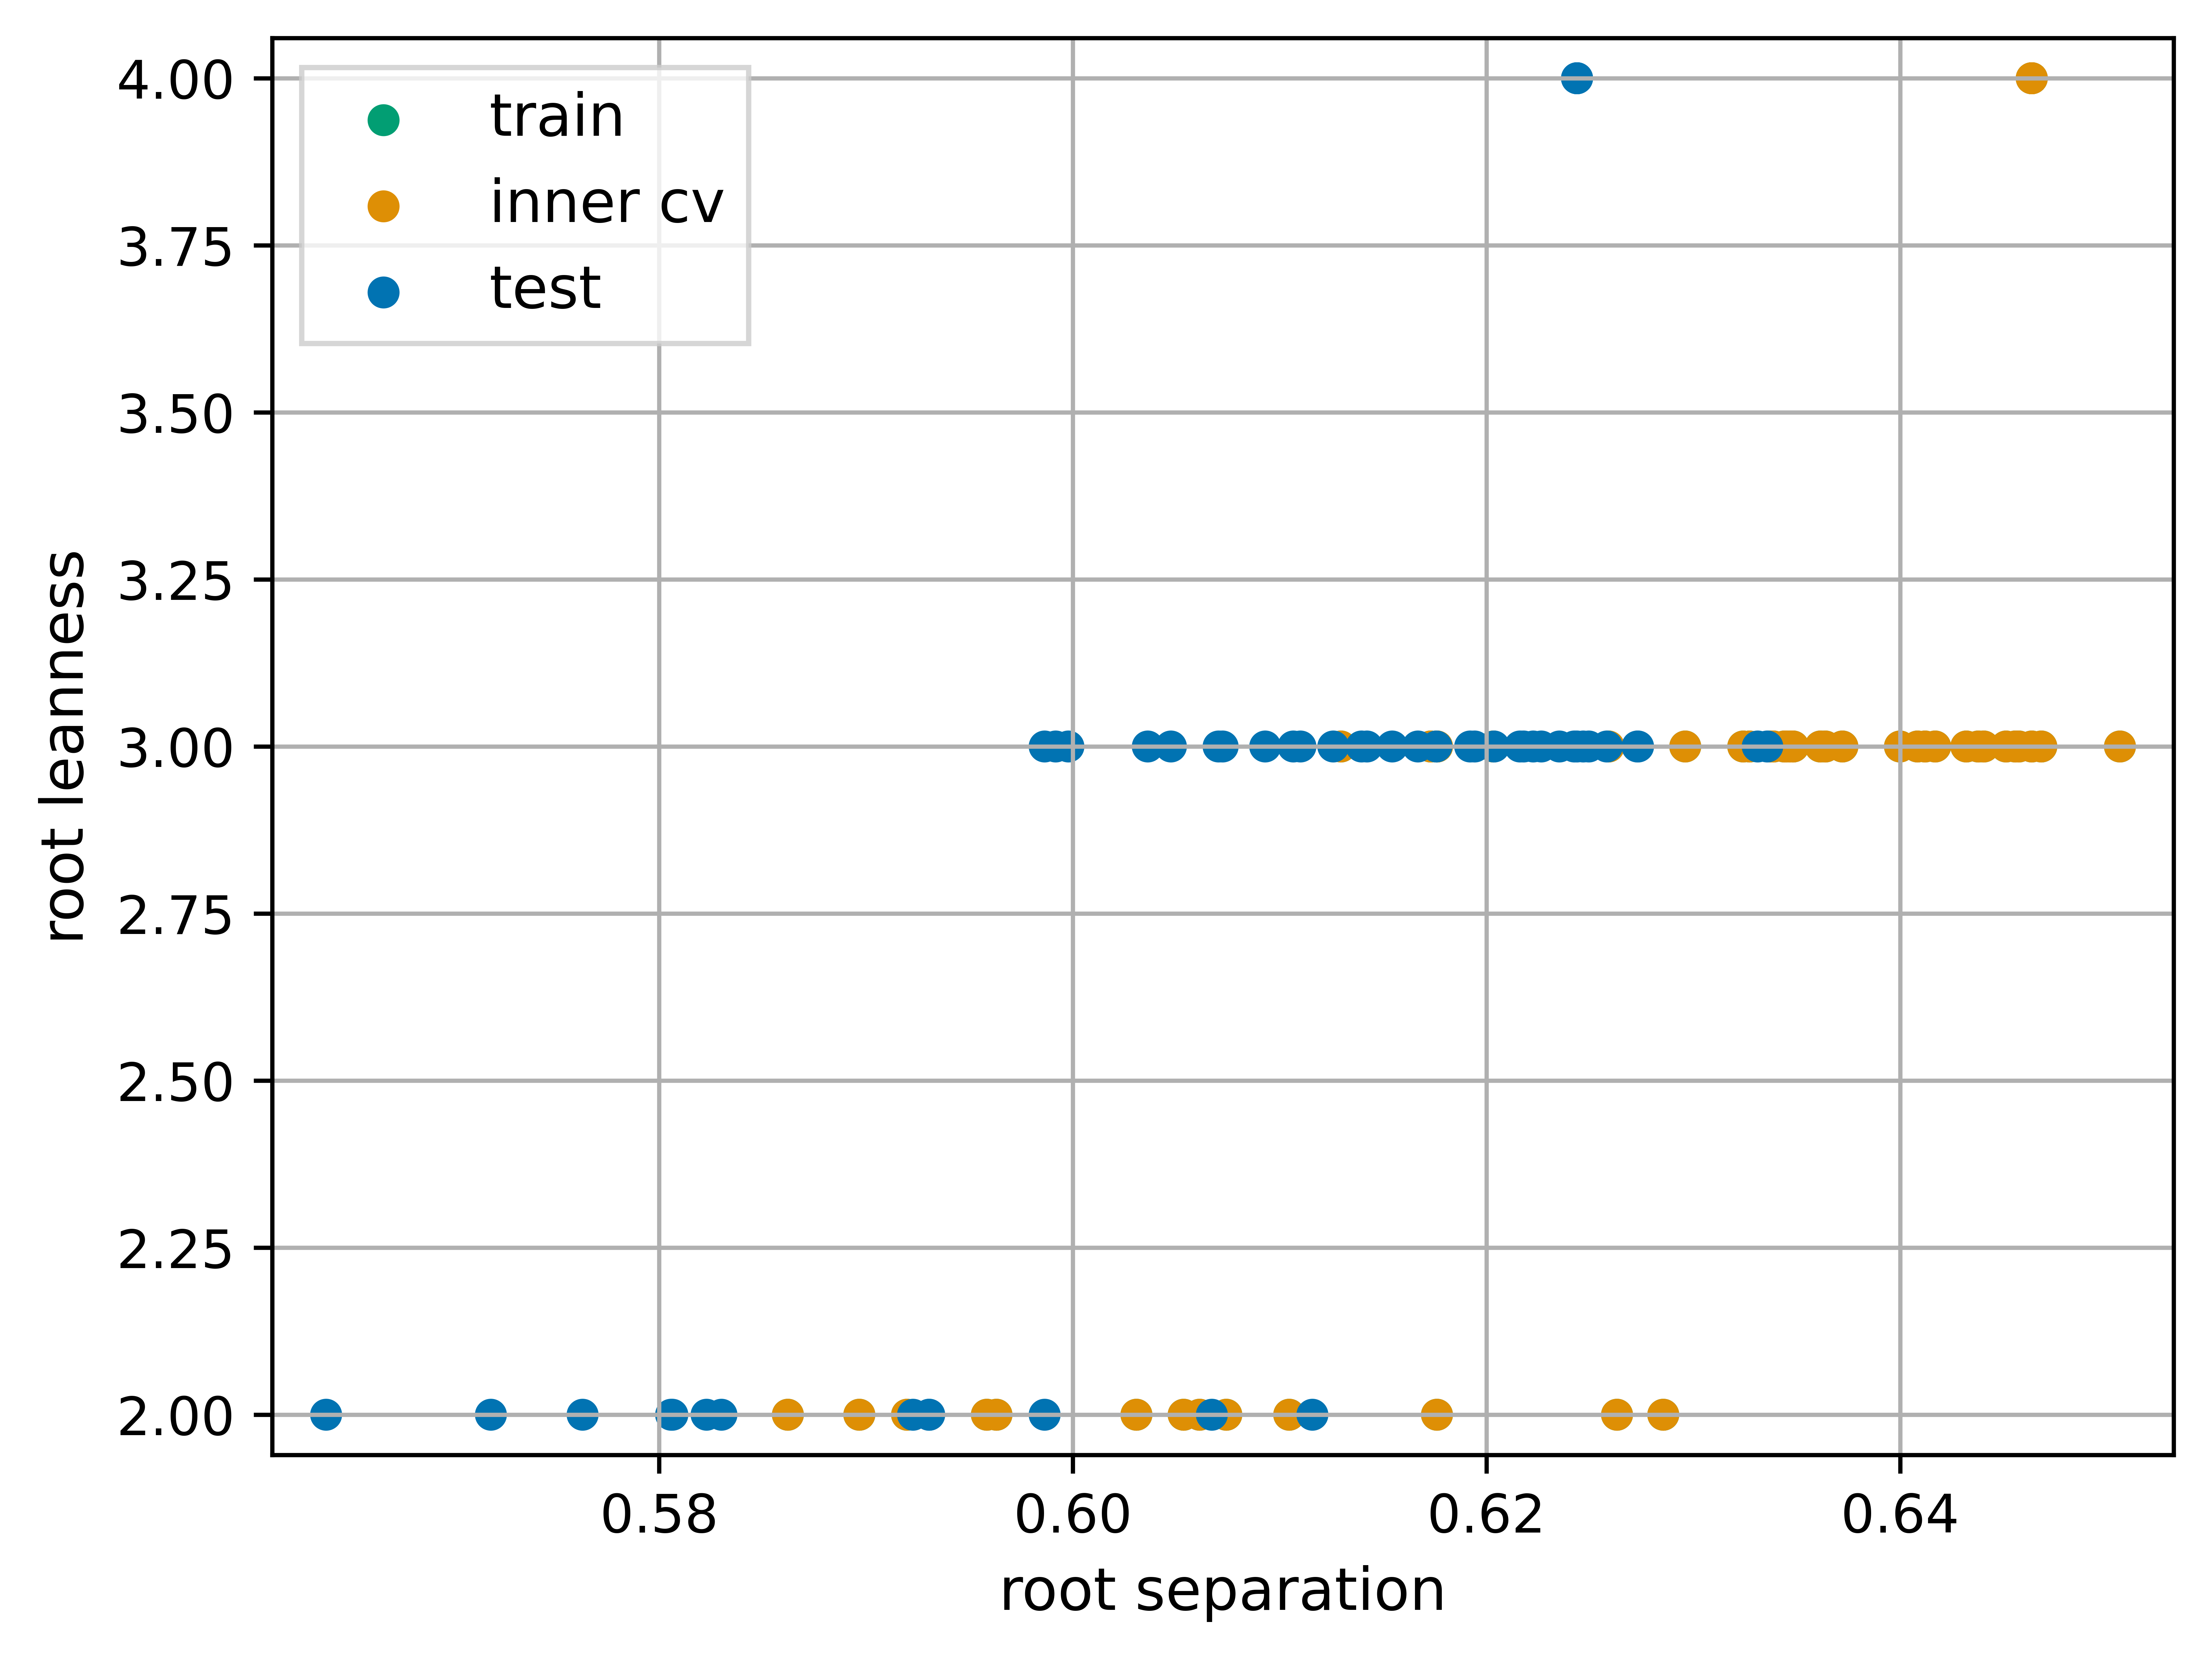 train
inner cv
test
4.00
3.75
3.50
3.25
3.00
2.75
2.50
2.25
2.00
root leanness
0.58 0.60 0.62 0.64
root separation